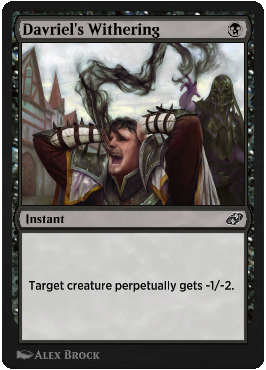 Davriel's Withering
Instant
Target creature perpetually gets -1/-2.
Alex Brock